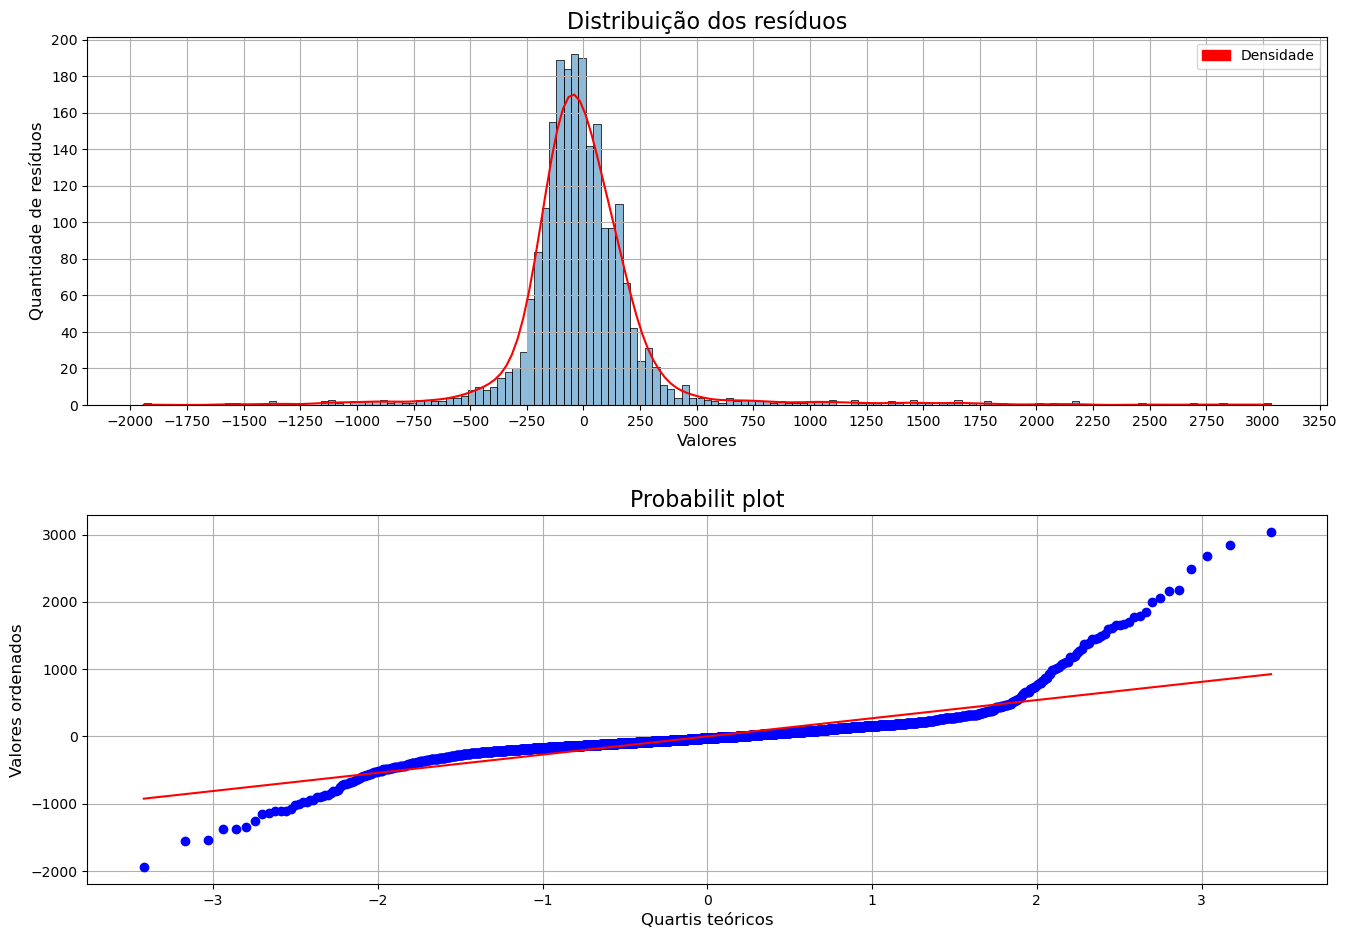 Distribuição dos resíduos
Densidade
Quantidade de resíduos
200
180
160
140
120
100
80
60
40
20
0
−2000 −1750 −1500 −1250 −1000 −750 −500 −250 0 250 500 750 1000 1250 1500 1750 2000 2250 2500 2750 3000 3250
Valores
Probabilit plot
Valores ordenados
3000
2000
1000
0
−1000
−2000
−3 −2 −1 0 1 2 3
Quartis teóricos